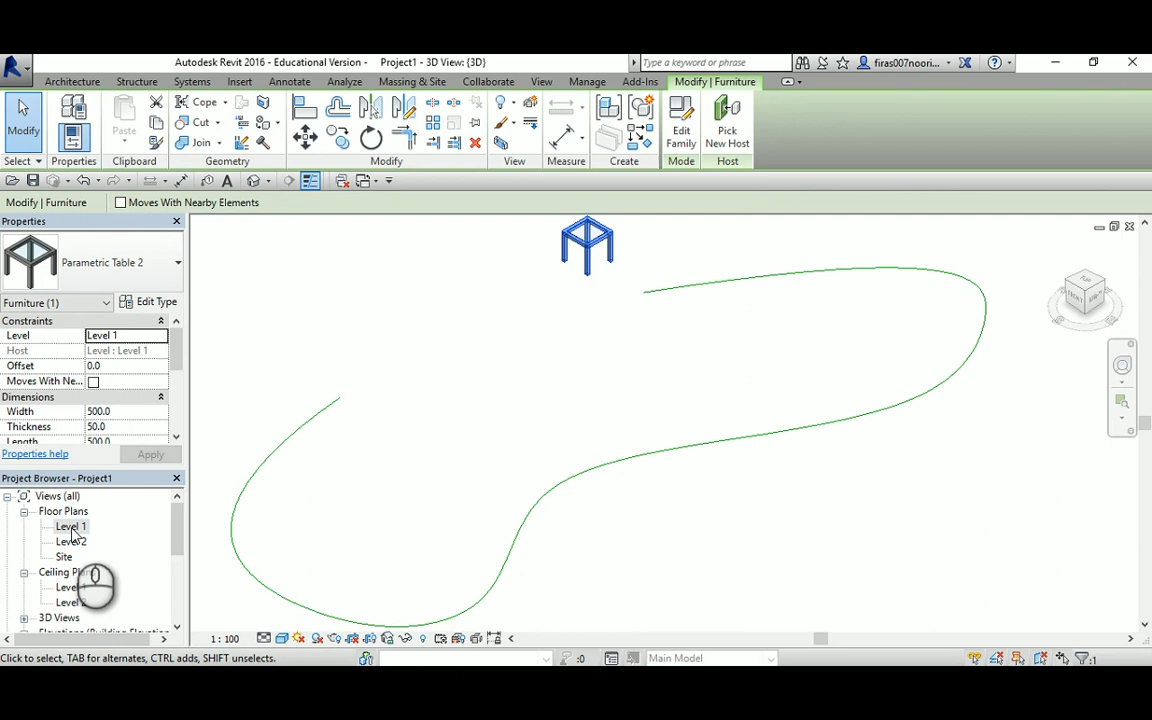 Autodesk Revit 2016 - Educational Version - Project1 - 3D View: {3D}
Type a keyword or phrase
firas007noori...
Architecture Structure Systems Insert Annotate Analyze Massing & Site Collaborate View Manage Add-Ins Modify | Furniture
Modify
Paste
Cope
Cut
Join
Edit Family
Pick New Host
Select Properties Clipboard Geometry Modify View Measure Create Mode Host
Modify | Furniture
Moves With Nearby Elements
Properties
Parametric Table 2
Furniture (1)
Edit Type
Constraints
Level Level 1
Host Level : Level 1
Offset 0.0
Moves With Ne...
Dimensions
Width 500.0
Thickness 50.0
Length 500.0
Properties help
Apply
Project Browser - Project1
Views (all)
Floor Plans
Level 1
Level 2
Site
Ceiling
3D Views
Elevations (Building Elevation
1 : 100
Click to select, TAB for alternates, CTRL adds, SHIFT unselects.
:0
Main Model
:1